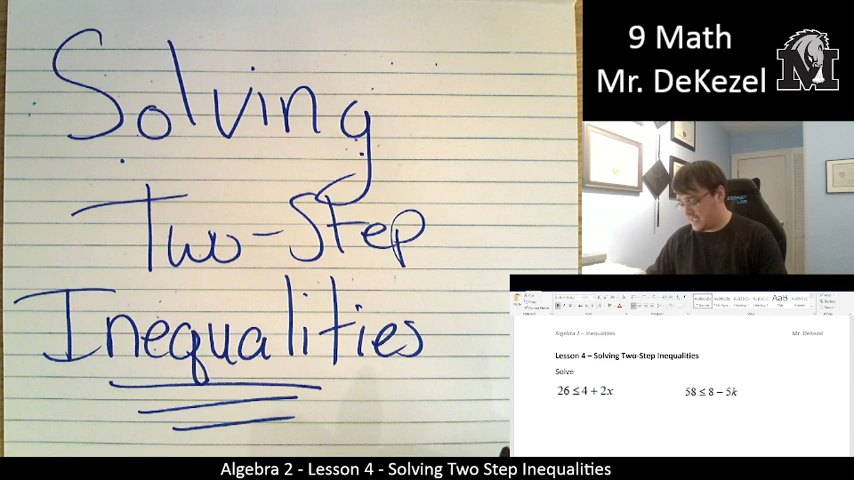 Solving
Two-Step
Inequalities
9 Math
Mr. DeKezel
M
Algebra 2 - Inequalities
Mr. DeKezel
Lesson 4 – Solving Two-Step Inequalities
Solve
26 ≤ 4 + 2x
58 ≤ 8 − 5k
Algebra 2 - Lesson 4 - Solving Two Step Inequalities